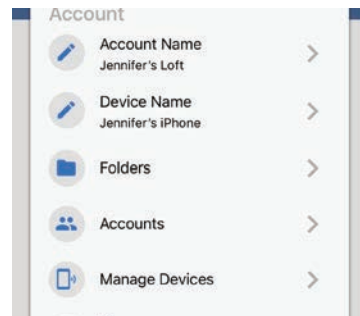 Account
Account Name
Jennifer's Loft
Device Name
Jennifer's iPhone
Folders
Accounts
Manage Devices